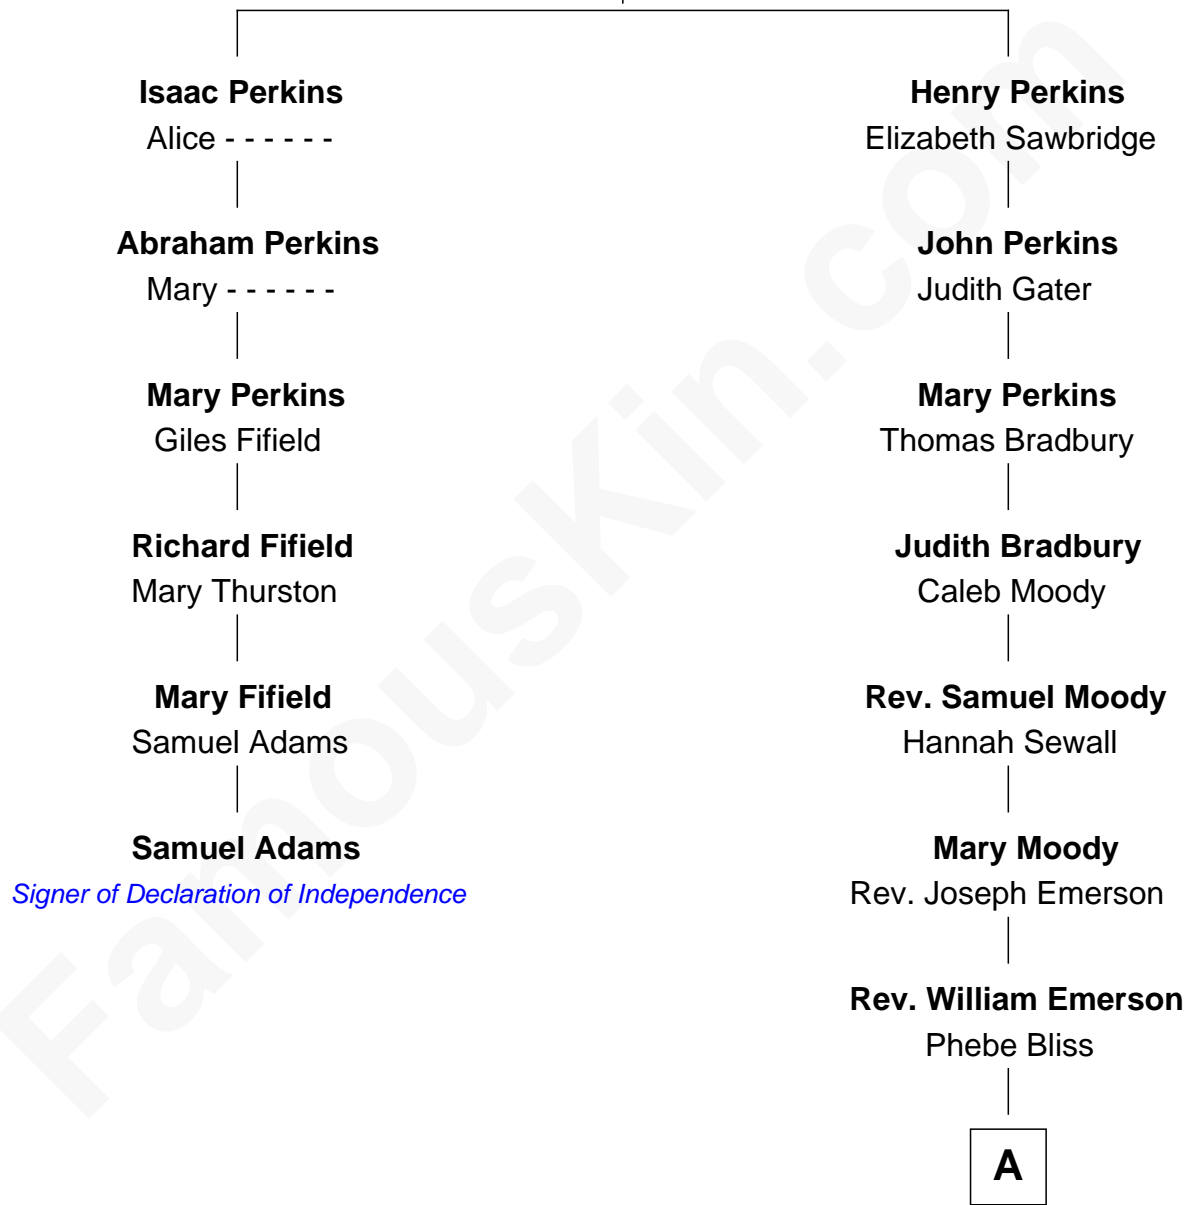 Isaac Perkins
Alice - - - - - -
Abraham Perkins
Mary - - - - - -
Mary Perkins
Giles Fifield
Richard Fifield
Mary Thurston
Mary Fifield
Samuel Adams
Samuel Adams
Signer of Declaration of Independence
Henry Perkins
Elizabeth Sawbridge
John Perkins
Judith Gater
Mary Perkins
Thomas Bradbury
Judith Bradbury
Caleb Moody
Rev. Samuel Moody
Hannah Sewall
Mary Moody
Rev. Joseph Emerson
Rev. William Emerson
Phebe Bliss
A
FamousKin.com